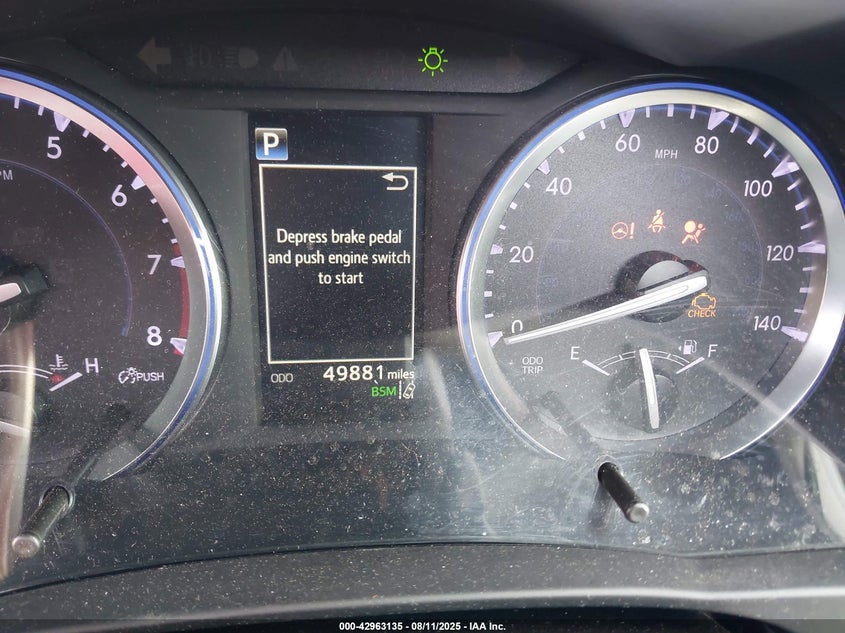 P
Depress brake pedal
and push engine switch
to start
ODO 49881 miles
BSM
5
6
7
8
H
PUSH
MPH
0
20
40
60
80
100
120
140
CHECK
ODO
TRIP
E
F
000-42963135 - 08/11/2025 - IAA Inc.